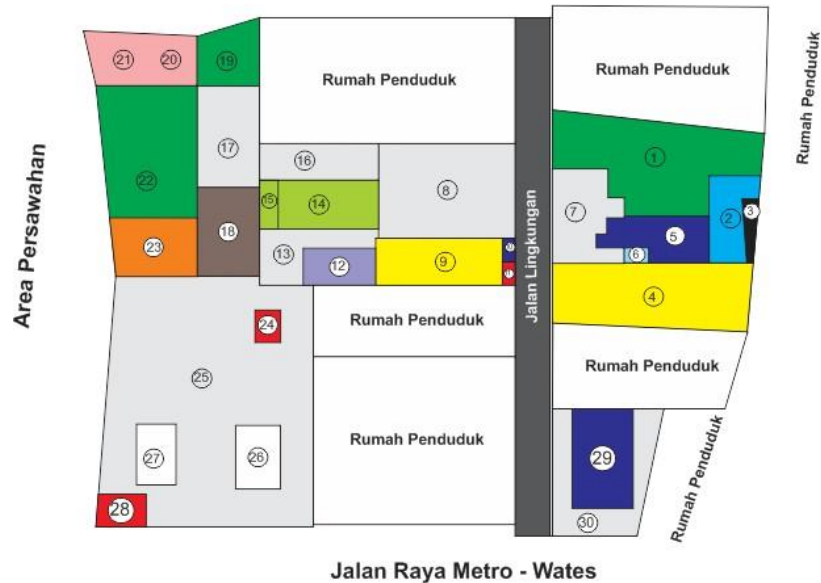 Rumah Penduduk
Rumah Penduduk
Rumah Penduduk
21
20
19
17
16
8
1
22
15
14
7
2
3
23
18
13
12
9
5
6
4
Area Persawahan
Jalan Lingkungan
24
Rumah Penduduk
Rumah Penduduk
25
Rumah Penduduk
27
26
29
Rumah Penduduk
28
30
Jalan Raya Metro - Wates